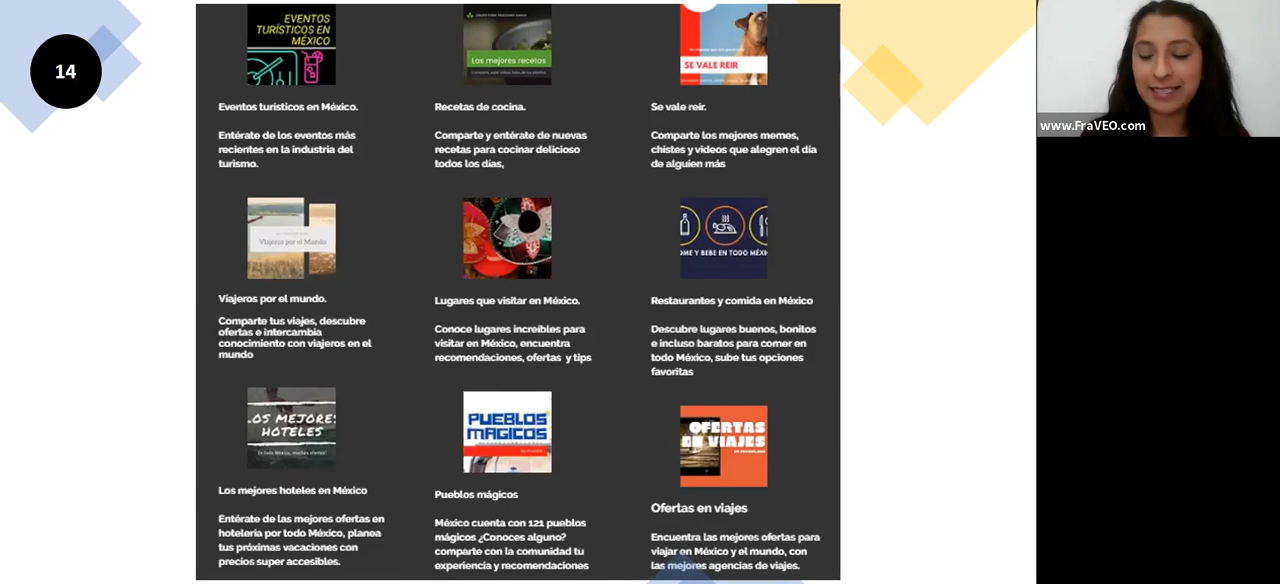 14
EVENTOS
TURÍSTICOS EN
MÉXICO
Las mejores recetas
SE VALE REIR
www.FraVEO.com
Eventos turísticos en México.
Entérate de los eventos más
recientes en la industria del
turismo.
Recetas de cocina.
Comparte y entérate de nuevas
recetas para cocinar delicioso
todos los días,
Se vale reír.
Comparte los mejores memes,
chistes y videos que alegren el día
de alguien más
Viajeros por el Mundo
OME Y BEBE EN TODO MÉXI
Viajeros por el mundo.
Comparte tus viajes, descubre
ofertas e intercambia
conocimiento con viajeros en el
mundo
Lugares que visitar en México.
Conoce lugares increíbles para
visitar en México, encuentra
recomendaciones, ofertas y tips
Restaurantes y comida en México
Descubre lugares buenos, bonitos
e incluso baratos para comer en
todo México, sube tus opciones
favoritas
LOS MEJORES
HOTELES
PUEBLOS
MAGICOS
OFERTAS
EN VIAJES
Los mejores hoteles en México
Entérate de las mejores ofertas en
hotelería por todo México, planea
tus próximas vacaciones con
precios super accesibles.
Pueblos mágicos
México cuenta con 121 pueblos
mágicos ¿Conoces alguno?
comparte con la comunidad tu
experiencia y recomendaciones
Ofertas en viajes
Encuentra las mejores ofertas para
viajar en México y el mundo, con
las mejores agencias de viajes.